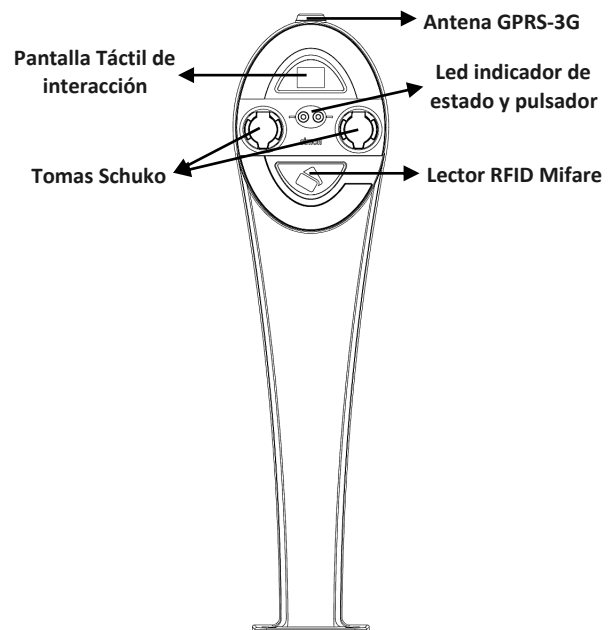 Antena GPRS-3G
Pantalla Táctil de
interacción
Led indicador de
estado y pulsador
Tomas Schuko
Lector RFID Mifare